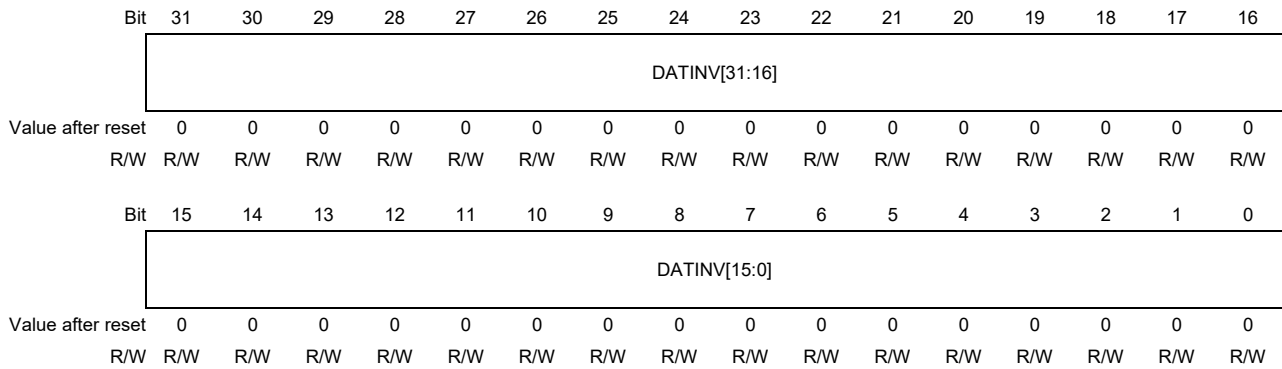 Bit 31 30 29 28 27 26 25 24 23 22 21 20 19 18 17 16
DATINV[31:16]
Value after reset 0 0 0 0 0 0 0 0 0 0 0 0 0 0 0 0
R/W R/W R/W R/W R/W R/W R/W R/W R/W R/W R/W R/W R/W R/W R/W R/W R/W
Bit 15 14 13 12 11 10 9 8 7 6 5 4 3 2 1 0
DATINV[15:0]
Value after reset 0 0 0 0 0 0 0 0 0 0 0 0 0 0 0 0
R/W R/W R/W R/W R/W R/W R/W R/W R/W R/W R/W R/W R/W R/W R/W R/W R/W